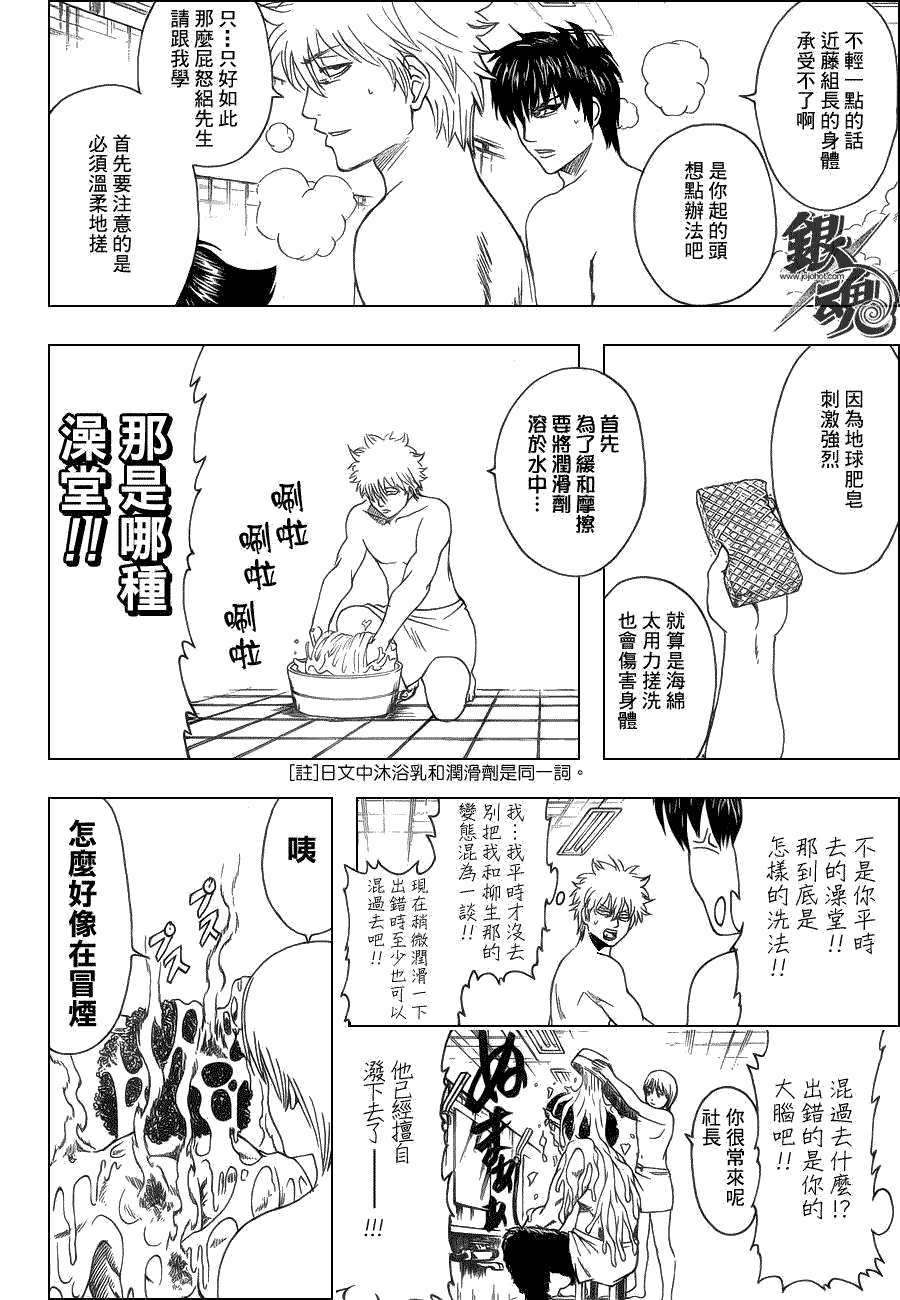 不輕一點的話
近藤組長的身體
承受不了啊
是你起的頭
想點辦法吧
只…只好如此
那麼屁怒絽先生
請跟我學
首先要注意的是
必須溫柔地搓
銀魂
www.jojohot.com
因為地球肥皂
刺激強烈
就算是海綿
太用力搓洗
也會傷害身體
首先
為了緩和摩擦
要將潤滑劑
溶於水中…
唰啦
唰啦
唰啦
那是哪種
澡堂!!
[註]日文中沐浴乳和潤滑劑是同一詞。
不是你平時
去的澡堂!!
那到底是
怎樣的洗法!!
我…我平時才沒去
別把我和柳生那的
變態混為一談!!
現在稍微潤滑一下
出錯時至少也可以
混過去吧!!
混過去什麼!?
出錯的是你的
大腦吧!!
你很常來呢
社長
他已經擅自
潑下去了——!!!
咦
怎麼好像在冒煙
ブス
ブス